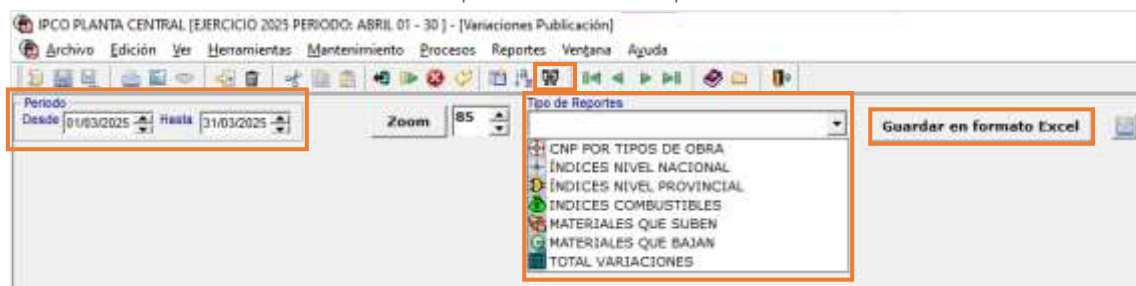 IPCO PLANTA CENTRAL [EJERCICIO 2025 PERIODO: ABRIL 01 - 30 ] - [Variaciones Publicación]
Archivo Edición Ver Herramientas Mantenimiento Procesos Reportes Ventana Ayuda
Periodo
Desde 01/03/2025 Hasta 31/03/2025
Zoom 85
Tipo de Reportes
Guardar en formato Excel
CNP POR TIPOS DE OBRA
ÍNDICES NIVEL NACIONAL
ÍNDICES NIVEL PROVINCIAL
INDICES COMBUSTIBLES
MATERIALES QUE SUBEN
MATERIALES QUE BAJAN
TOTAL VARIACIONES